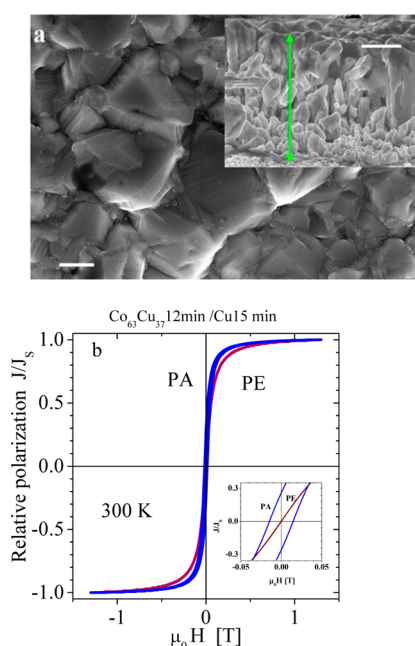 a
Co63Cu37 12min /Cu15 min
b
PA
PE
300 K
Relative polarization J/JS
1.0
0.5
0.0
-0.5
-1.0
-1
0
1
μ0 H [T]
PA
PE
J/JS
0.3
0.0
-0.3
-0.05
0.00
0.05
μ0H [T]